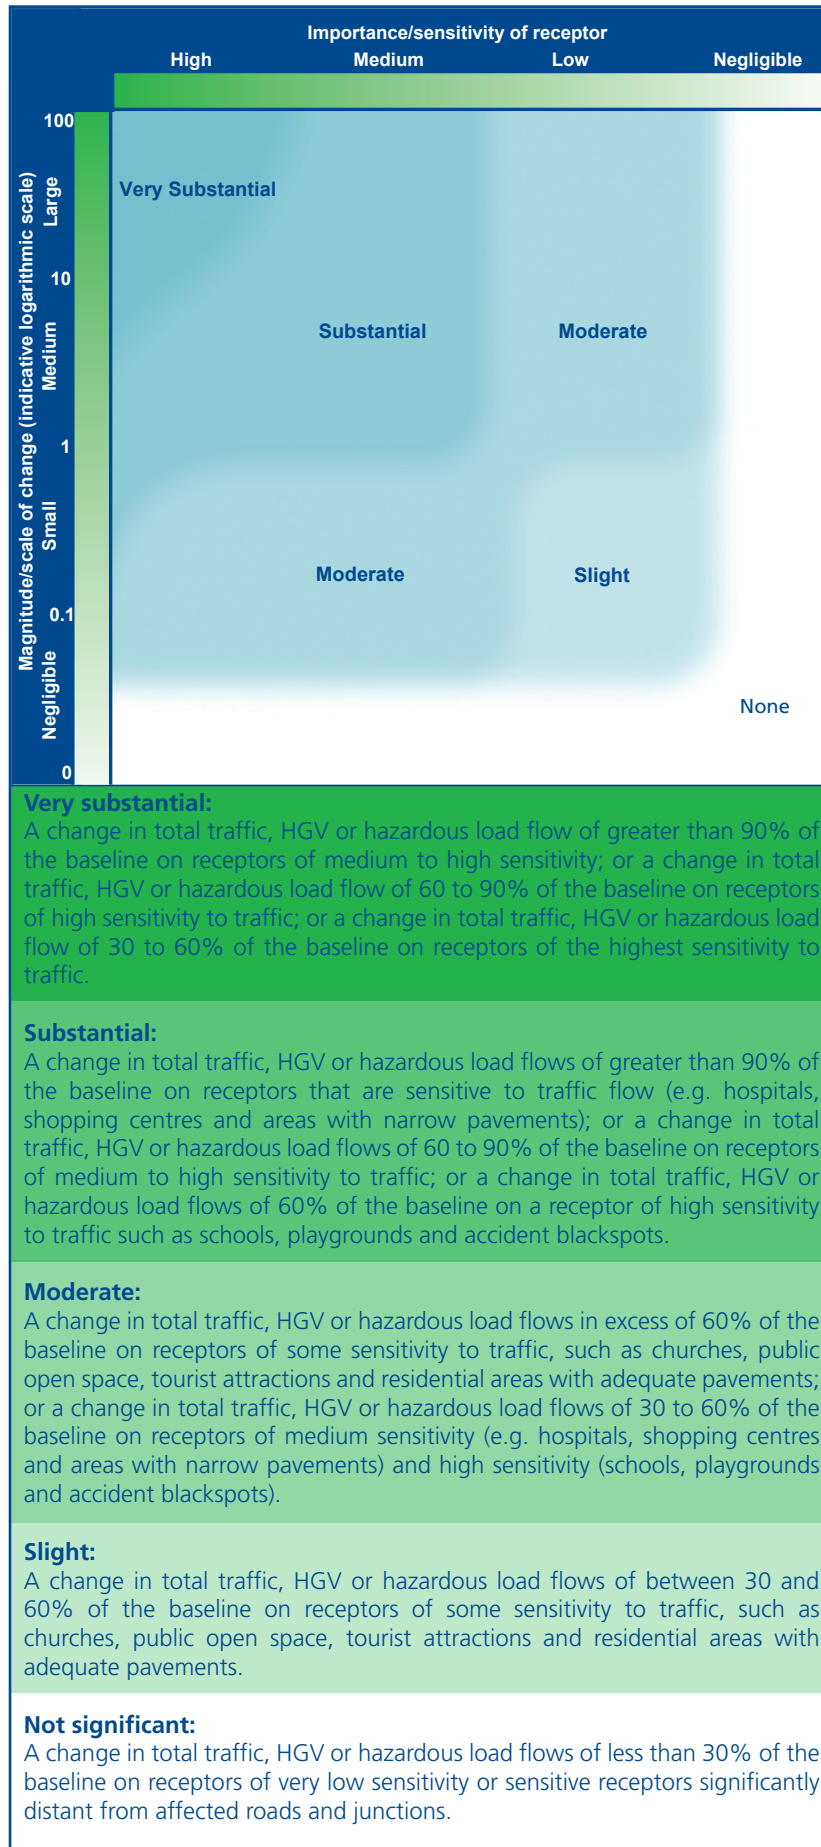 Importance/sensitivity of receptor
High Medium Low Negligible
Magnitude/scale of change (indicative logarithmic scale)
100
Large
10
Medium
1
Small
0.1
Negligible
0
Very Substantial
Substantial Moderate
Moderate Slight
None
Very substantial:
A change in total traffic, HGV or hazardous load flow of greater than 90% of
the baseline on receptors of medium to high sensitivity; or a change in total
traffic, HGV or hazardous load flow of 60 to 90% of the baseline on receptors
of high sensitivity to traffic; or a change in total traffic, HGV or hazardous load
flow of 30 to 60% of the baseline on receptors of the highest sensitivity to
traffic.
Substantial:
A change in total traffic, HGV or hazardous load flows of greater than 90% of
the baseline on receptors that are sensitive to traffic flow (e.g. hospitals,
shopping centres and areas with narrow pavements); or a change in total
traffic, HGV or hazardous load flows of 60 to 90% of the baseline on receptors
of medium to high sensitivity to traffic; or a change in total traffic, HGV or
hazardous load flows of 60% of the baseline on a receptor of high sensitivity
to traffic such as schools, playgrounds and accident blackspots.
Moderate:
A change in total traffic, HGV or hazardous load flows in excess of 60% of the
baseline on receptors of some sensitivity to traffic, such as churches, public
open space, tourist attractions and residential areas with adequate pavements;
or a change in total traffic, HGV or hazardous load flows of 30 to 60% of the
baseline on receptors of medium sensitivity (e.g. hospitals, shopping centres
and areas with narrow pavements) and high sensitivity (schools, playgrounds
and accident blackspots).
Slight:
A change in total traffic, HGV or hazardous load flows of between 30 and
60% of the baseline on receptors of some sensitivity to traffic, such as
churches, public open space, tourist attractions and residential areas with
adequate pavements.
Not significant:
A change in total traffic, HGV or hazardous load flows of less than 30% of the
baseline on receptors of very low sensitivity or sensitive receptors significantly
distant from affected roads and junctions.